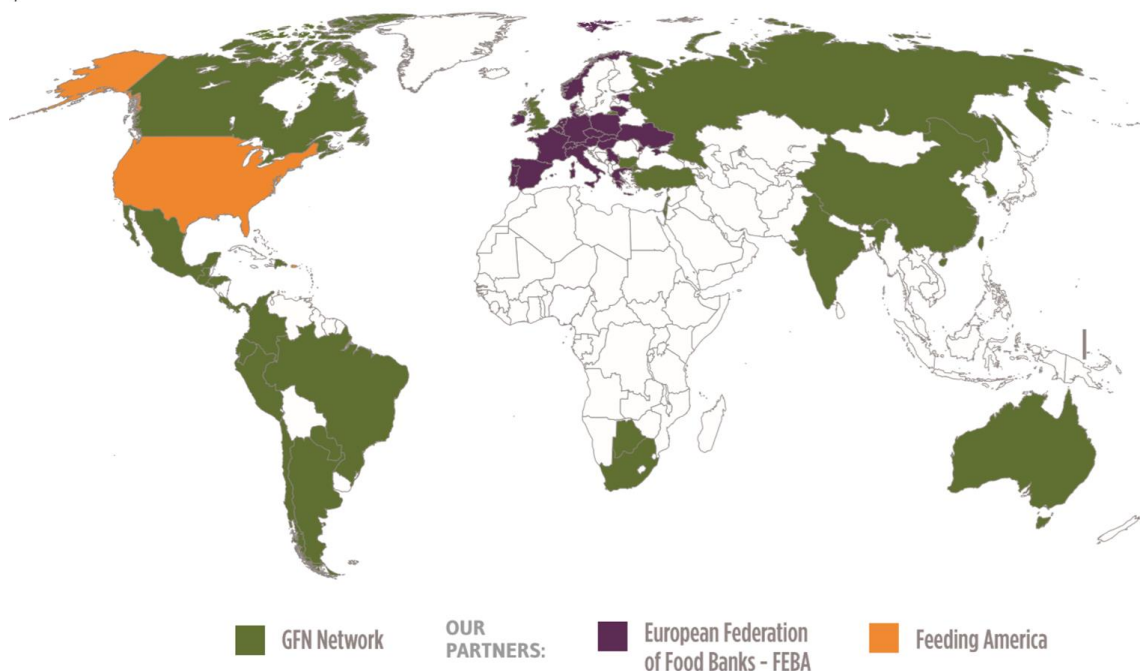 GFN Network
OUR
PARTNERS:
European Federation
of Food Banks - FEBA
Feeding America